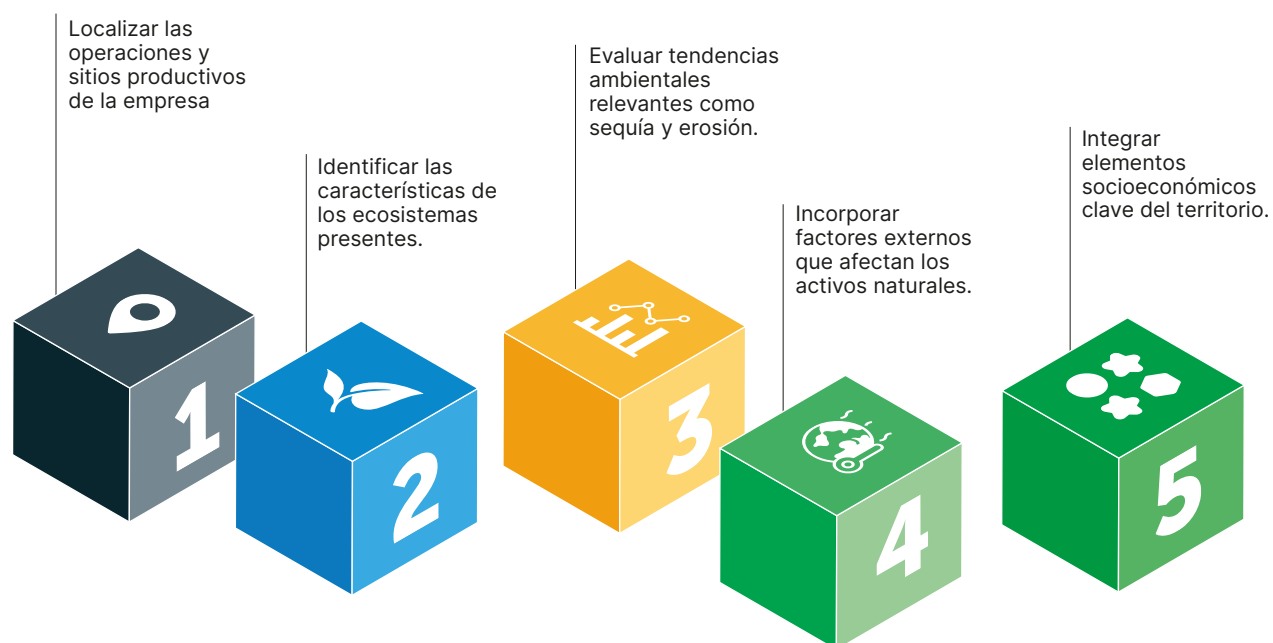 Localizar las
operaciones y
sitios productivos
de la empresa
1
Identificar las
características de
los ecosistemas
presentes.
2
Evaluar tendencias
ambientales
relevantes como
sequía y erosión.
3
Incorporar
factores externos
que afectan los
activos naturales.
4
Integrar
elementos
socioeconómicos
clave del territorio.
5